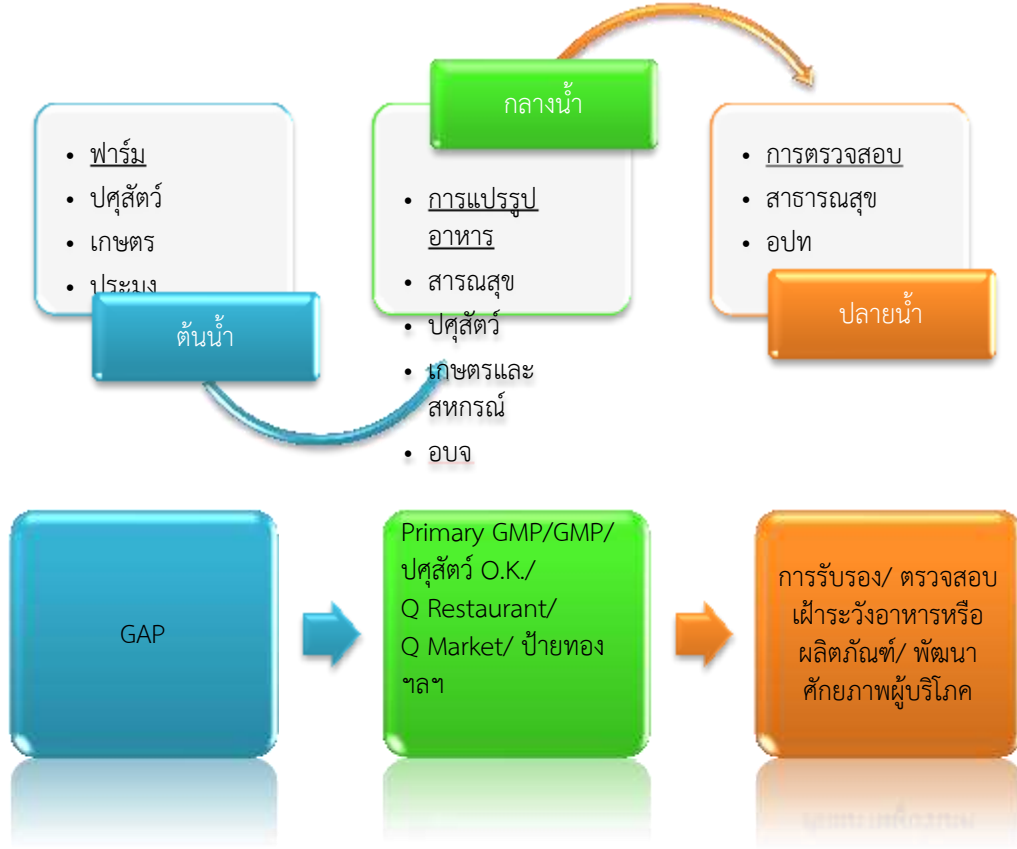 ฟาร์ม
ปศุสัตว์
เกษตร
ประมง
ต้นน้ำ
กลางน้ำ
การแปรรูป
อาหาร
สารณสุข
ปศุสัตว์
เกษตรและ
สหกรณ์
อบจ
การตรวจสอบ
สาธารณสุข
อปท
ปลายน้ำ
GAP
Primary GMP/GMP/
ปศุสัตว์ O.K./
Q Restaurant/
Q Market/ ป้ายทอง
ฯลฯ
การรับรอง/ ตรวจสอบ
เฝ้าระวังอาหารหรือ
ผลิตภัณฑ์/ พัฒนา
ศักยภาพผู้บริโภค